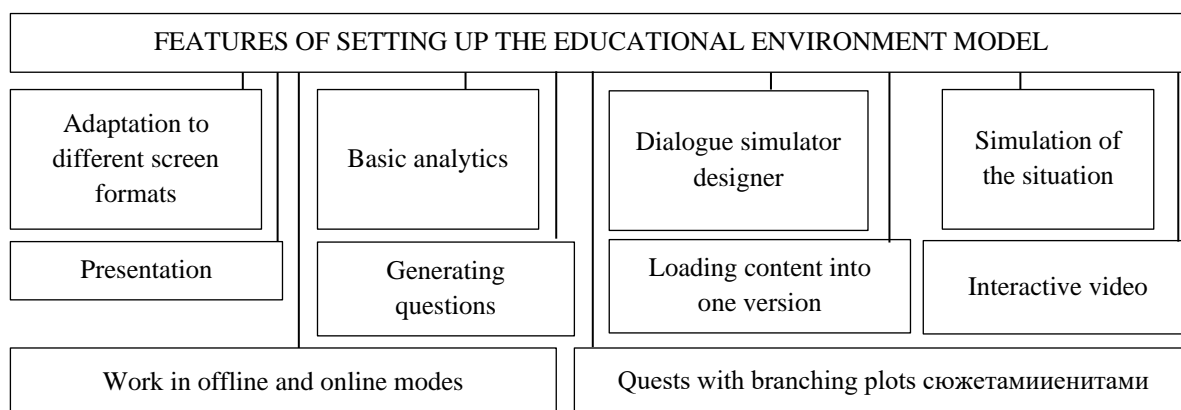 FEATURES OF SETTING UP THE EDUCATIONAL ENVIRONMENT MODEL
Adaptation to
different screen
formats
Basic analytics
Dialogue simulator
designer
Simulation of
the situation
Presentation
Generating
questions
Loading content into
one version
Interactive video
Work in offline and online modes
Quests with branching plots сюжетамииенитами